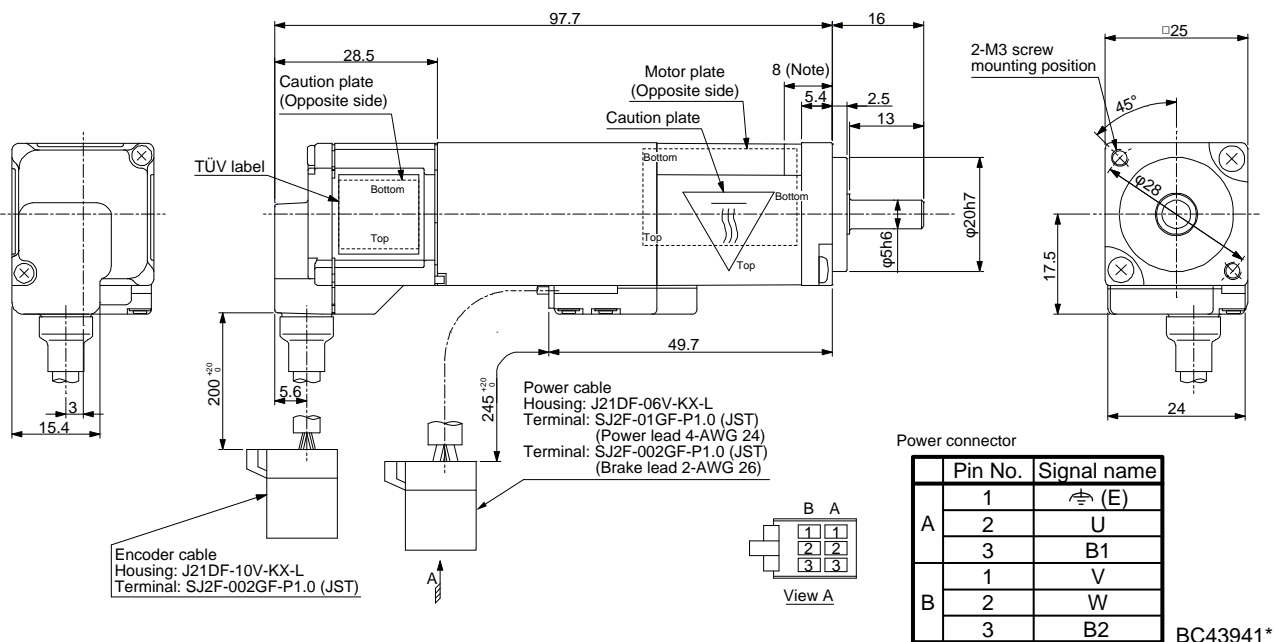 97.7
16
28.5
8 (Note)
5.4
2.5
13
□25
2-M3 screw
mounting position
45°
φ28
Caution plate
(Opposite side)
Motor plate
(Opposite side)
Caution plate
TÜV label
Bottom
Top
Bottom
Top
Bottom
Top
φ5h6
φ20h7
17.5
24
3
15.4
200 +20 0
5.6
245 +20 0
49.7
Power cable
Housing: J21DF-06V-KX-L
Terminal: SJ2F-01GF-P1.0 (JST)
(Power lead 4-AWG 24)
Terminal: SJ2F-002GF-P1.0 (JST)
(Brake lead 2-AWG 26)
Encoder cable
Housing: J21DF-10V-KX-L
Terminal: SJ2F-002GF-P1.0 (JST)
A
B A
1 1
2 2
3 3
View A
Power connector
Pin No. Signal name
A
1 (E)
2 U
3 B1
B
1 V
2 W
3 B2
BC43941*